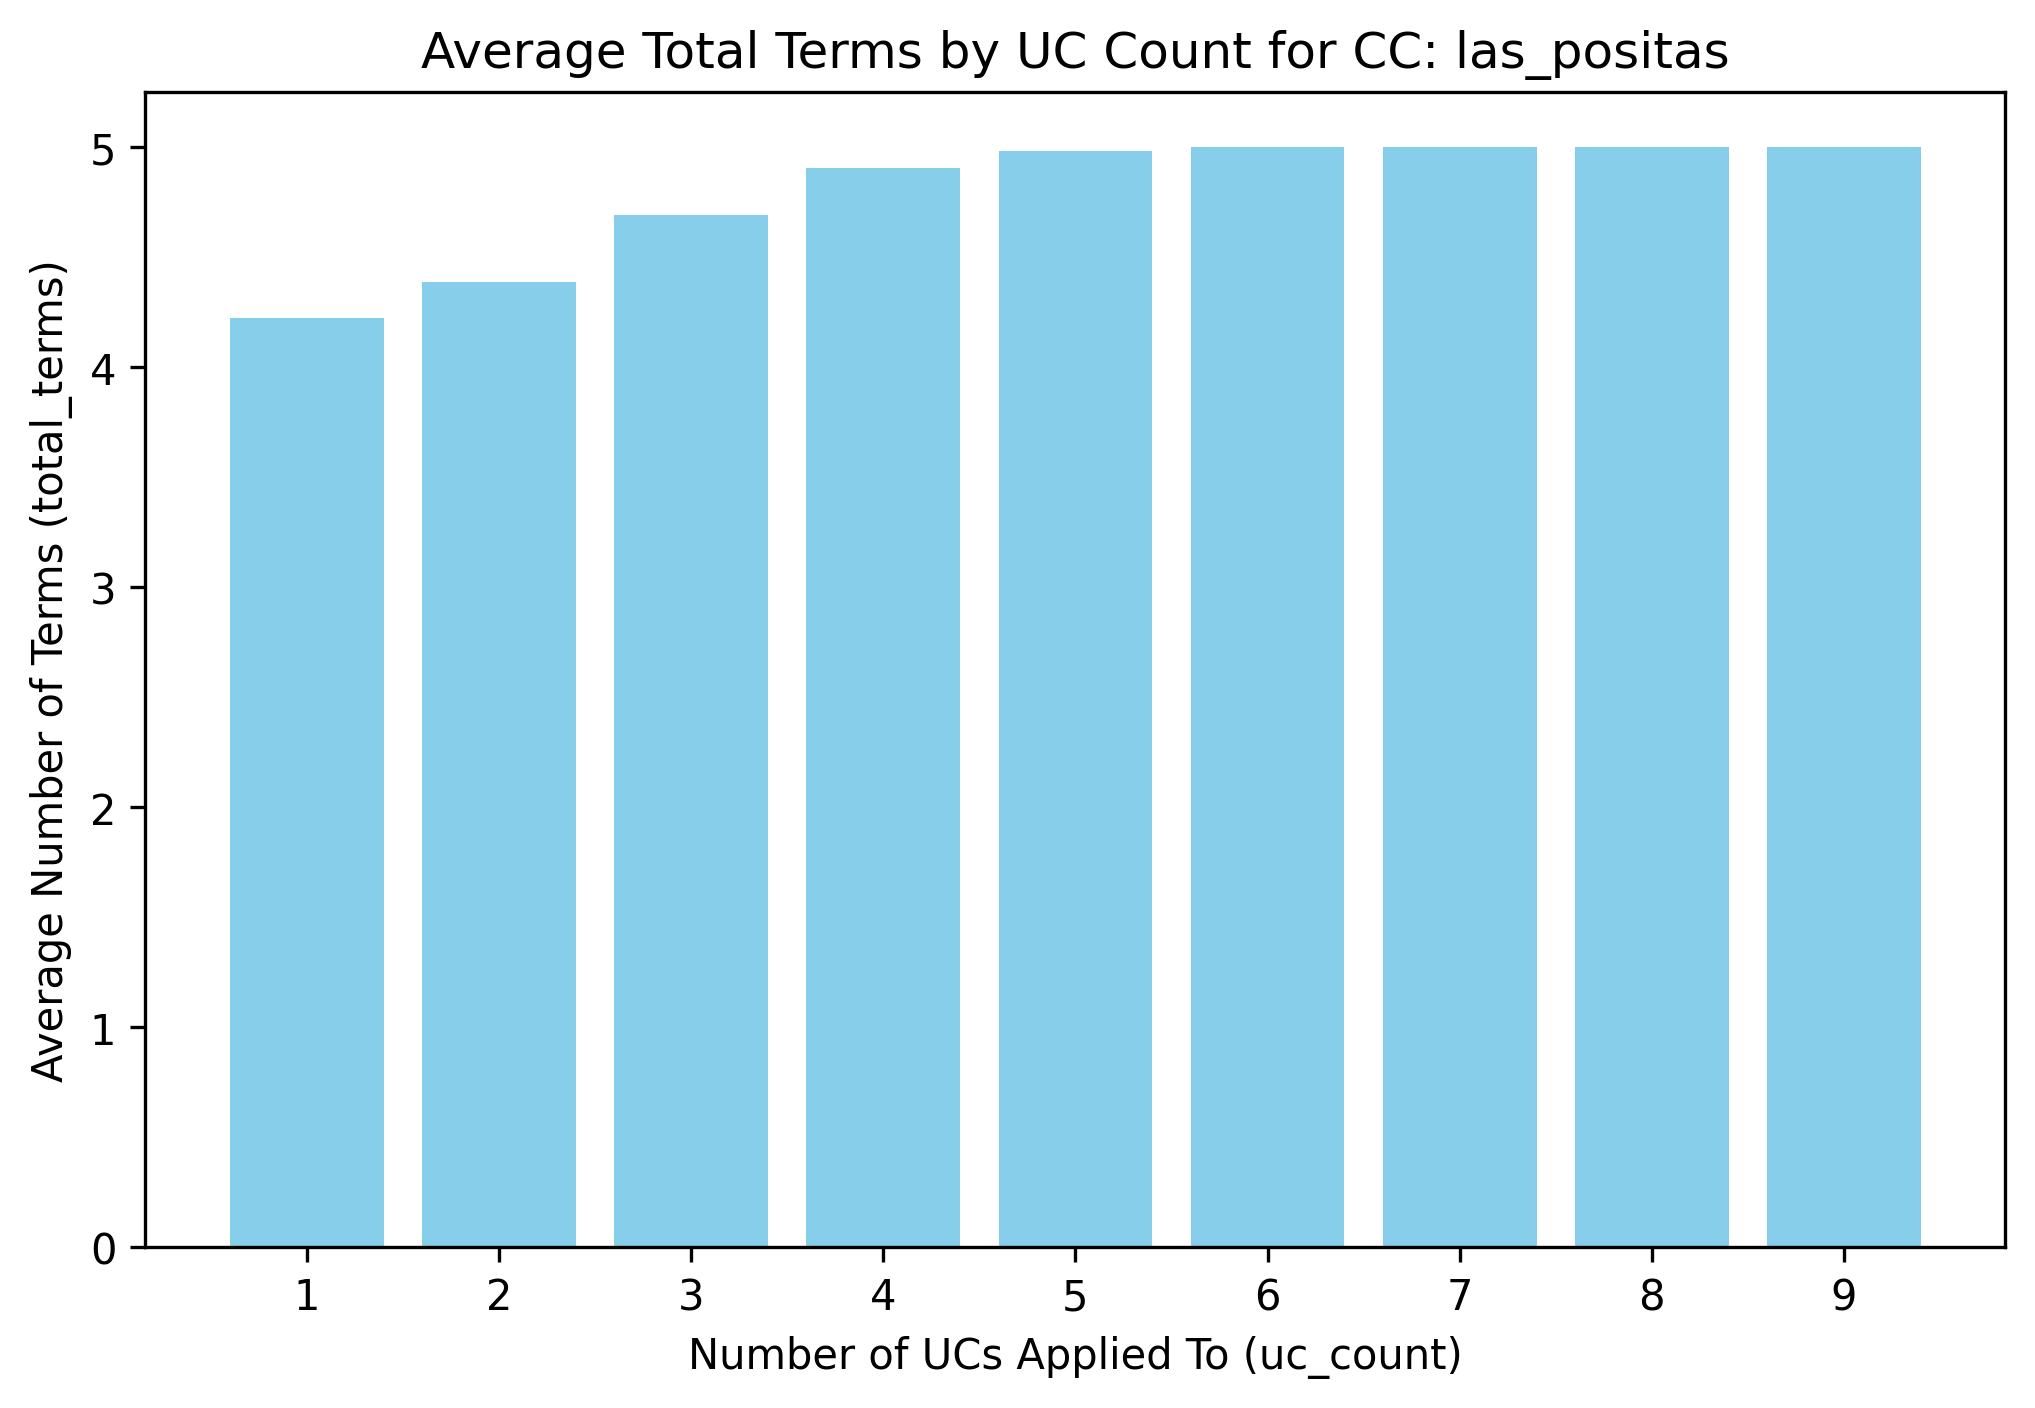 Average Total Terms by UC Count for CC: las_positas
Average Number of Terms (total_terms)
5
4
3
2
1
0
1 2 3 4 5 6 7 8 9
Number of UCs Applied To (uc_count)